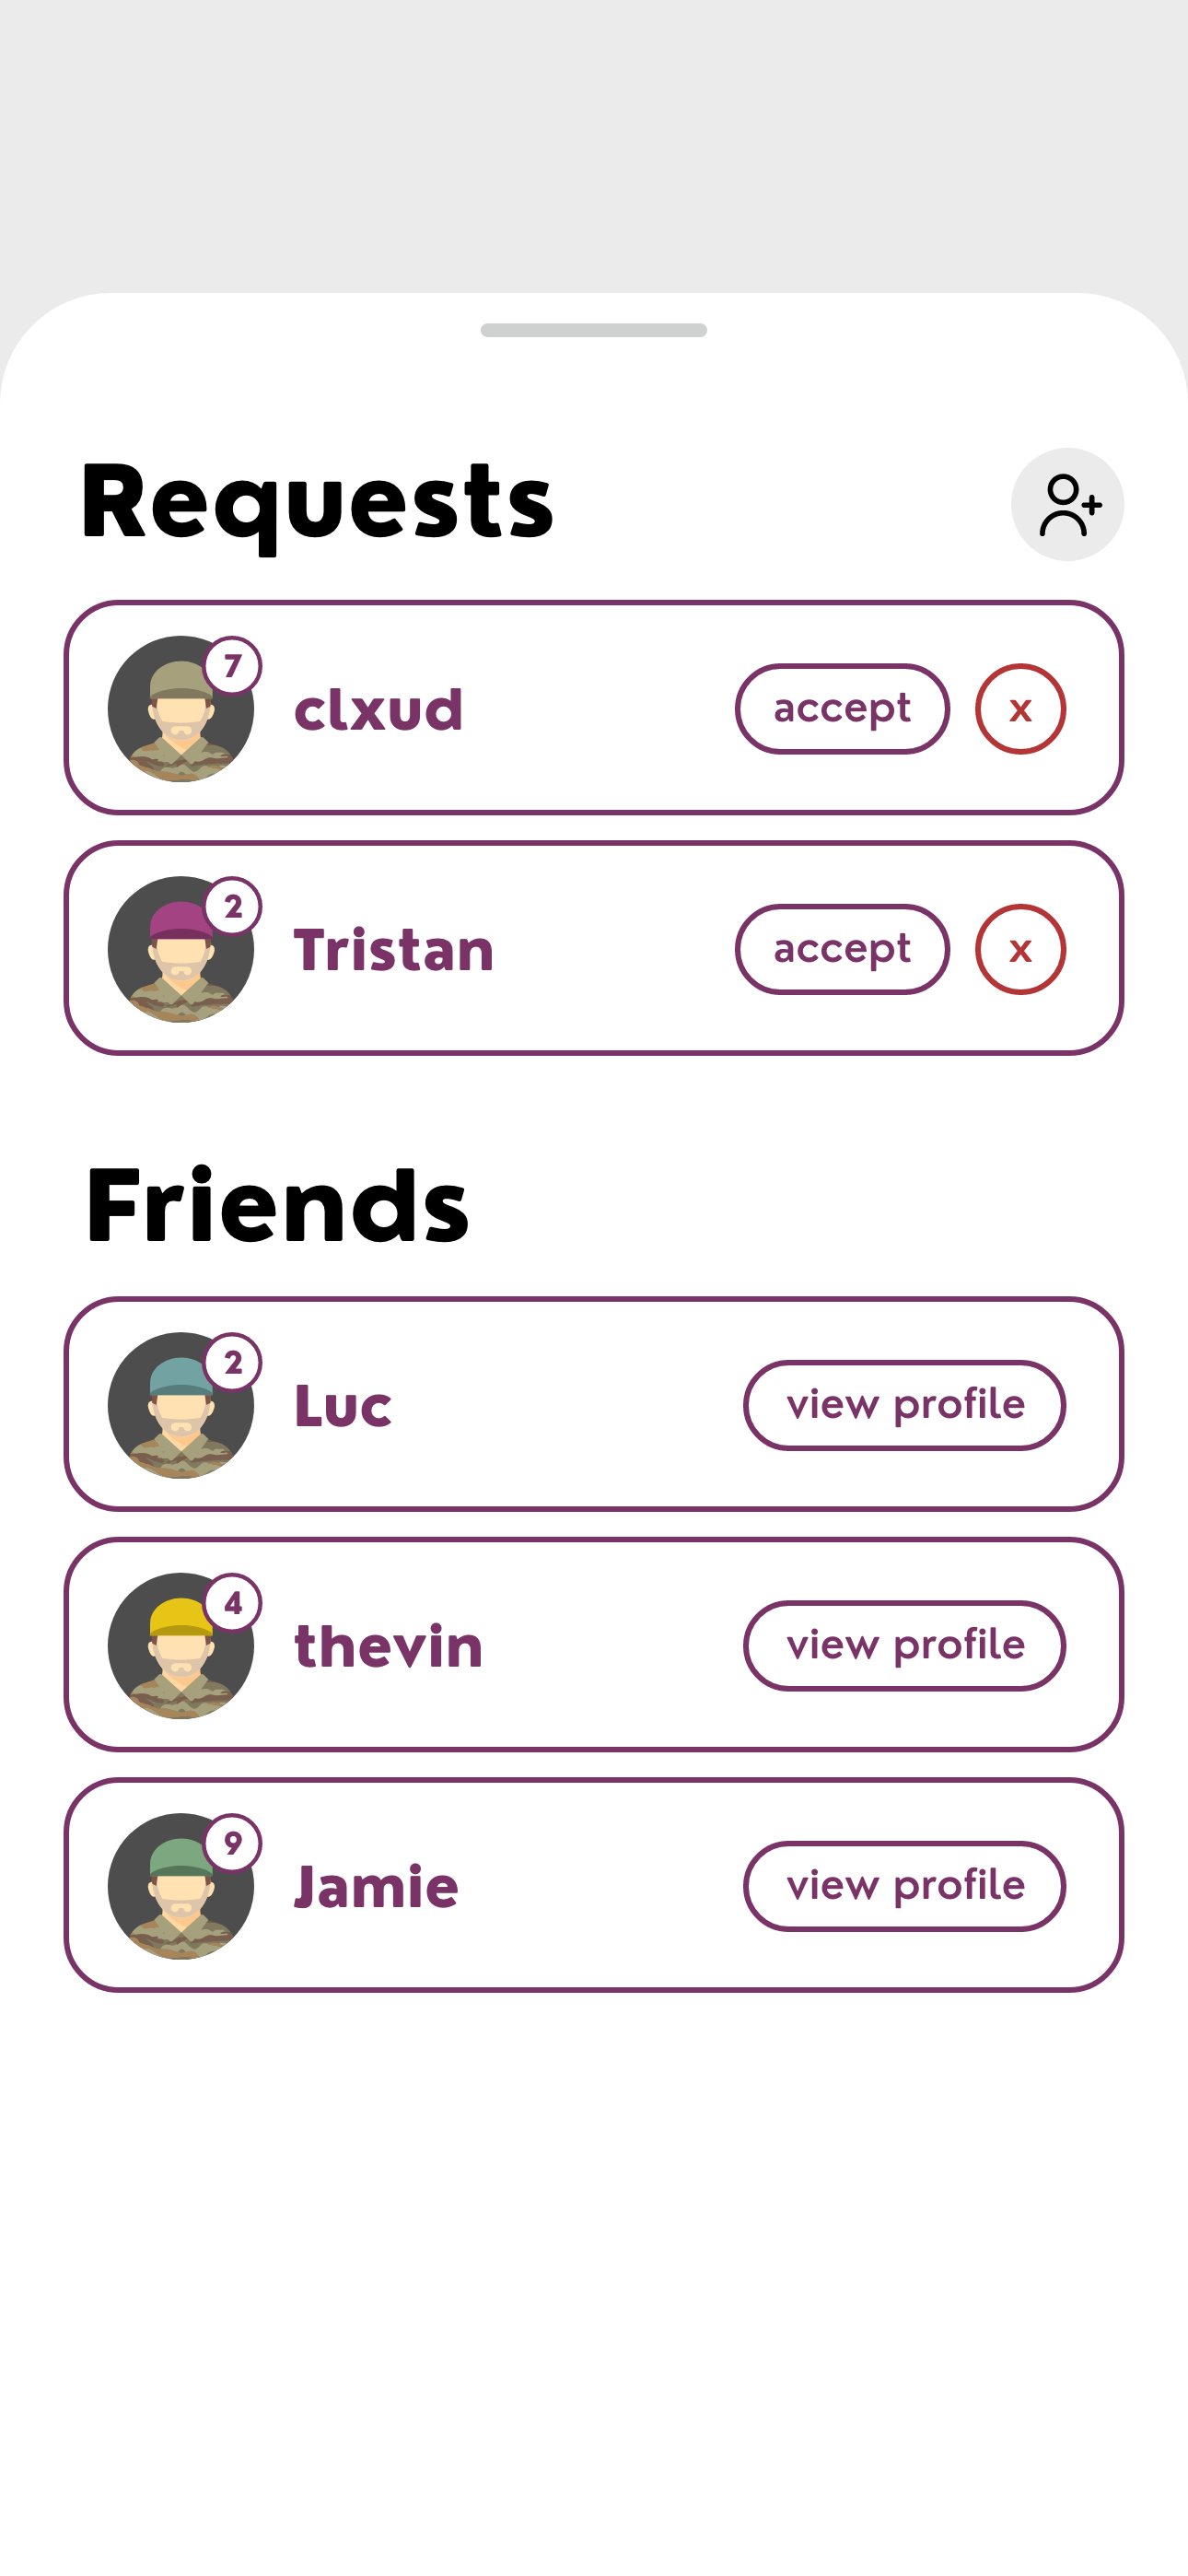 Requests
7
clxud
accept
x
2
Tristan
accept
x
Friends
2
Luc
view profile
4
thevin
view profile
9
Jamie
view profile